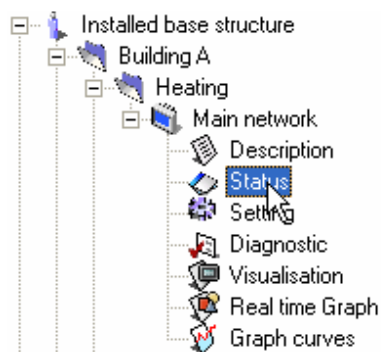 Installed base structure
Building A
Heating
Main network
Description
Status
Setting
Diagnostic
Visualisation
Real time Graph
Graph curves